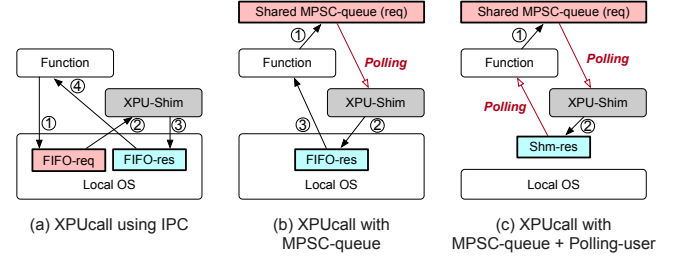 Function
①
④
XPU-Shim
②
③
FIFO-req
FIFO-res
Local OS
(a) XPUcall using IPC
Shared MPSC-queue (req)
①
Polling
Function
XPU-Shim
③
②
FIFO-res
Local OS
(b) XPUcall with
MPSC-queue
Shared MPSC-queue (req)
①
Polling
Function
Polling
XPU-Shim
②
Shm-res
Local OS
(c) XPUcall with
MPSC-queue + Polling-user